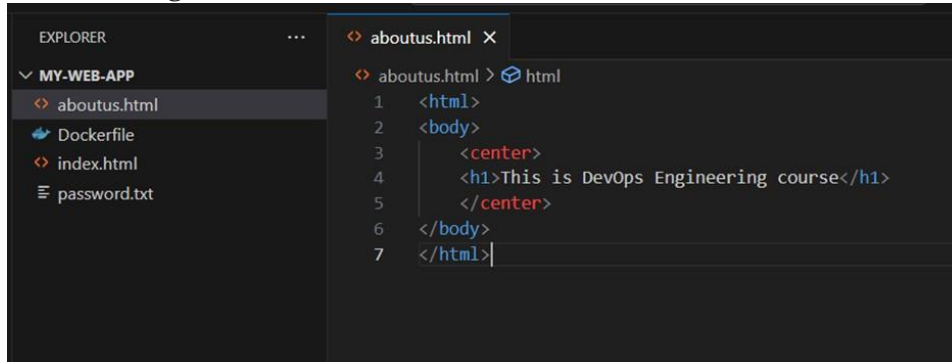 EXPLORER ...
MY-WEB-APP
aboutus.html
Dockerfile
index.html
password.txt
aboutus.html
aboutus.html > html
1 <html>
2 <body>
3 <center>
4 <h1>This is DevOps Engineering course</h1>
5 </center>
6 </body>
7 </html>